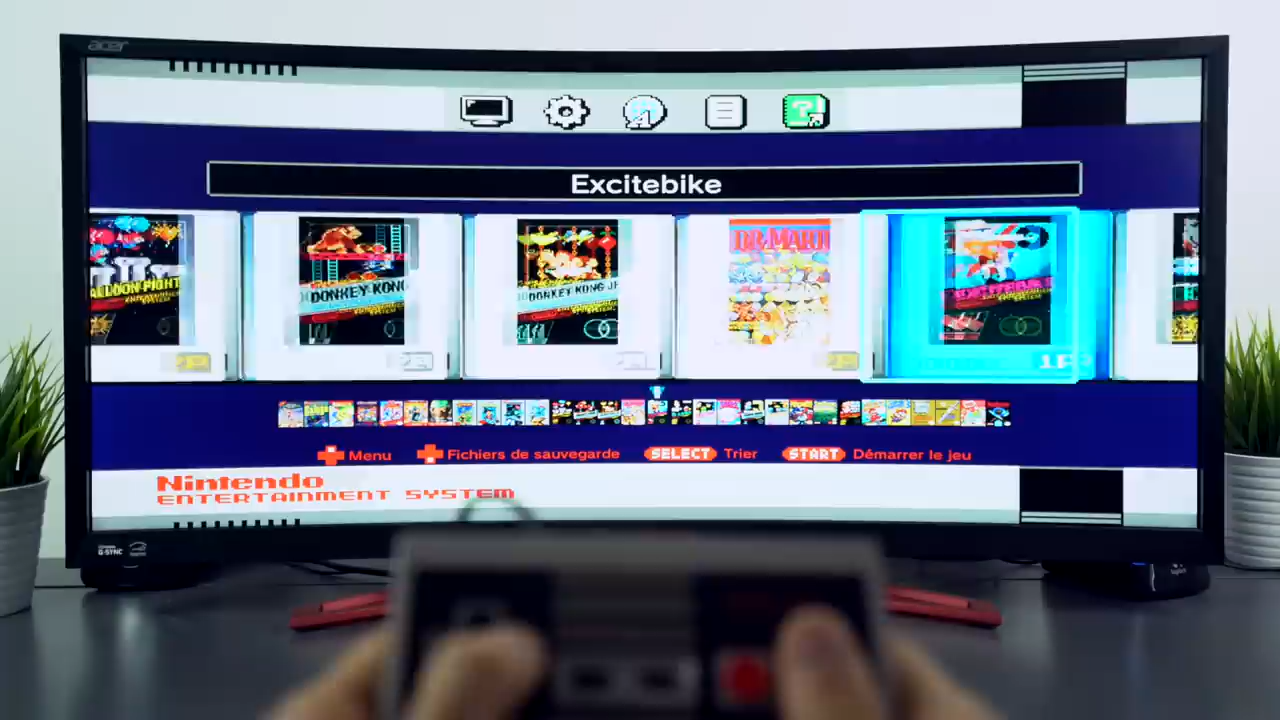 acer
Excitebike
BALLOON FIGHT
DONKEY KONG
DONKEY KONG JR
DR. MARIO
EXCITEBIKE
1P
Menu
Fichiers de sauvegarde
SELECT
Trier
START
Démarrer le jeu
Nintendo
ENTERTAINMENT SYSTEM
G-SYNC